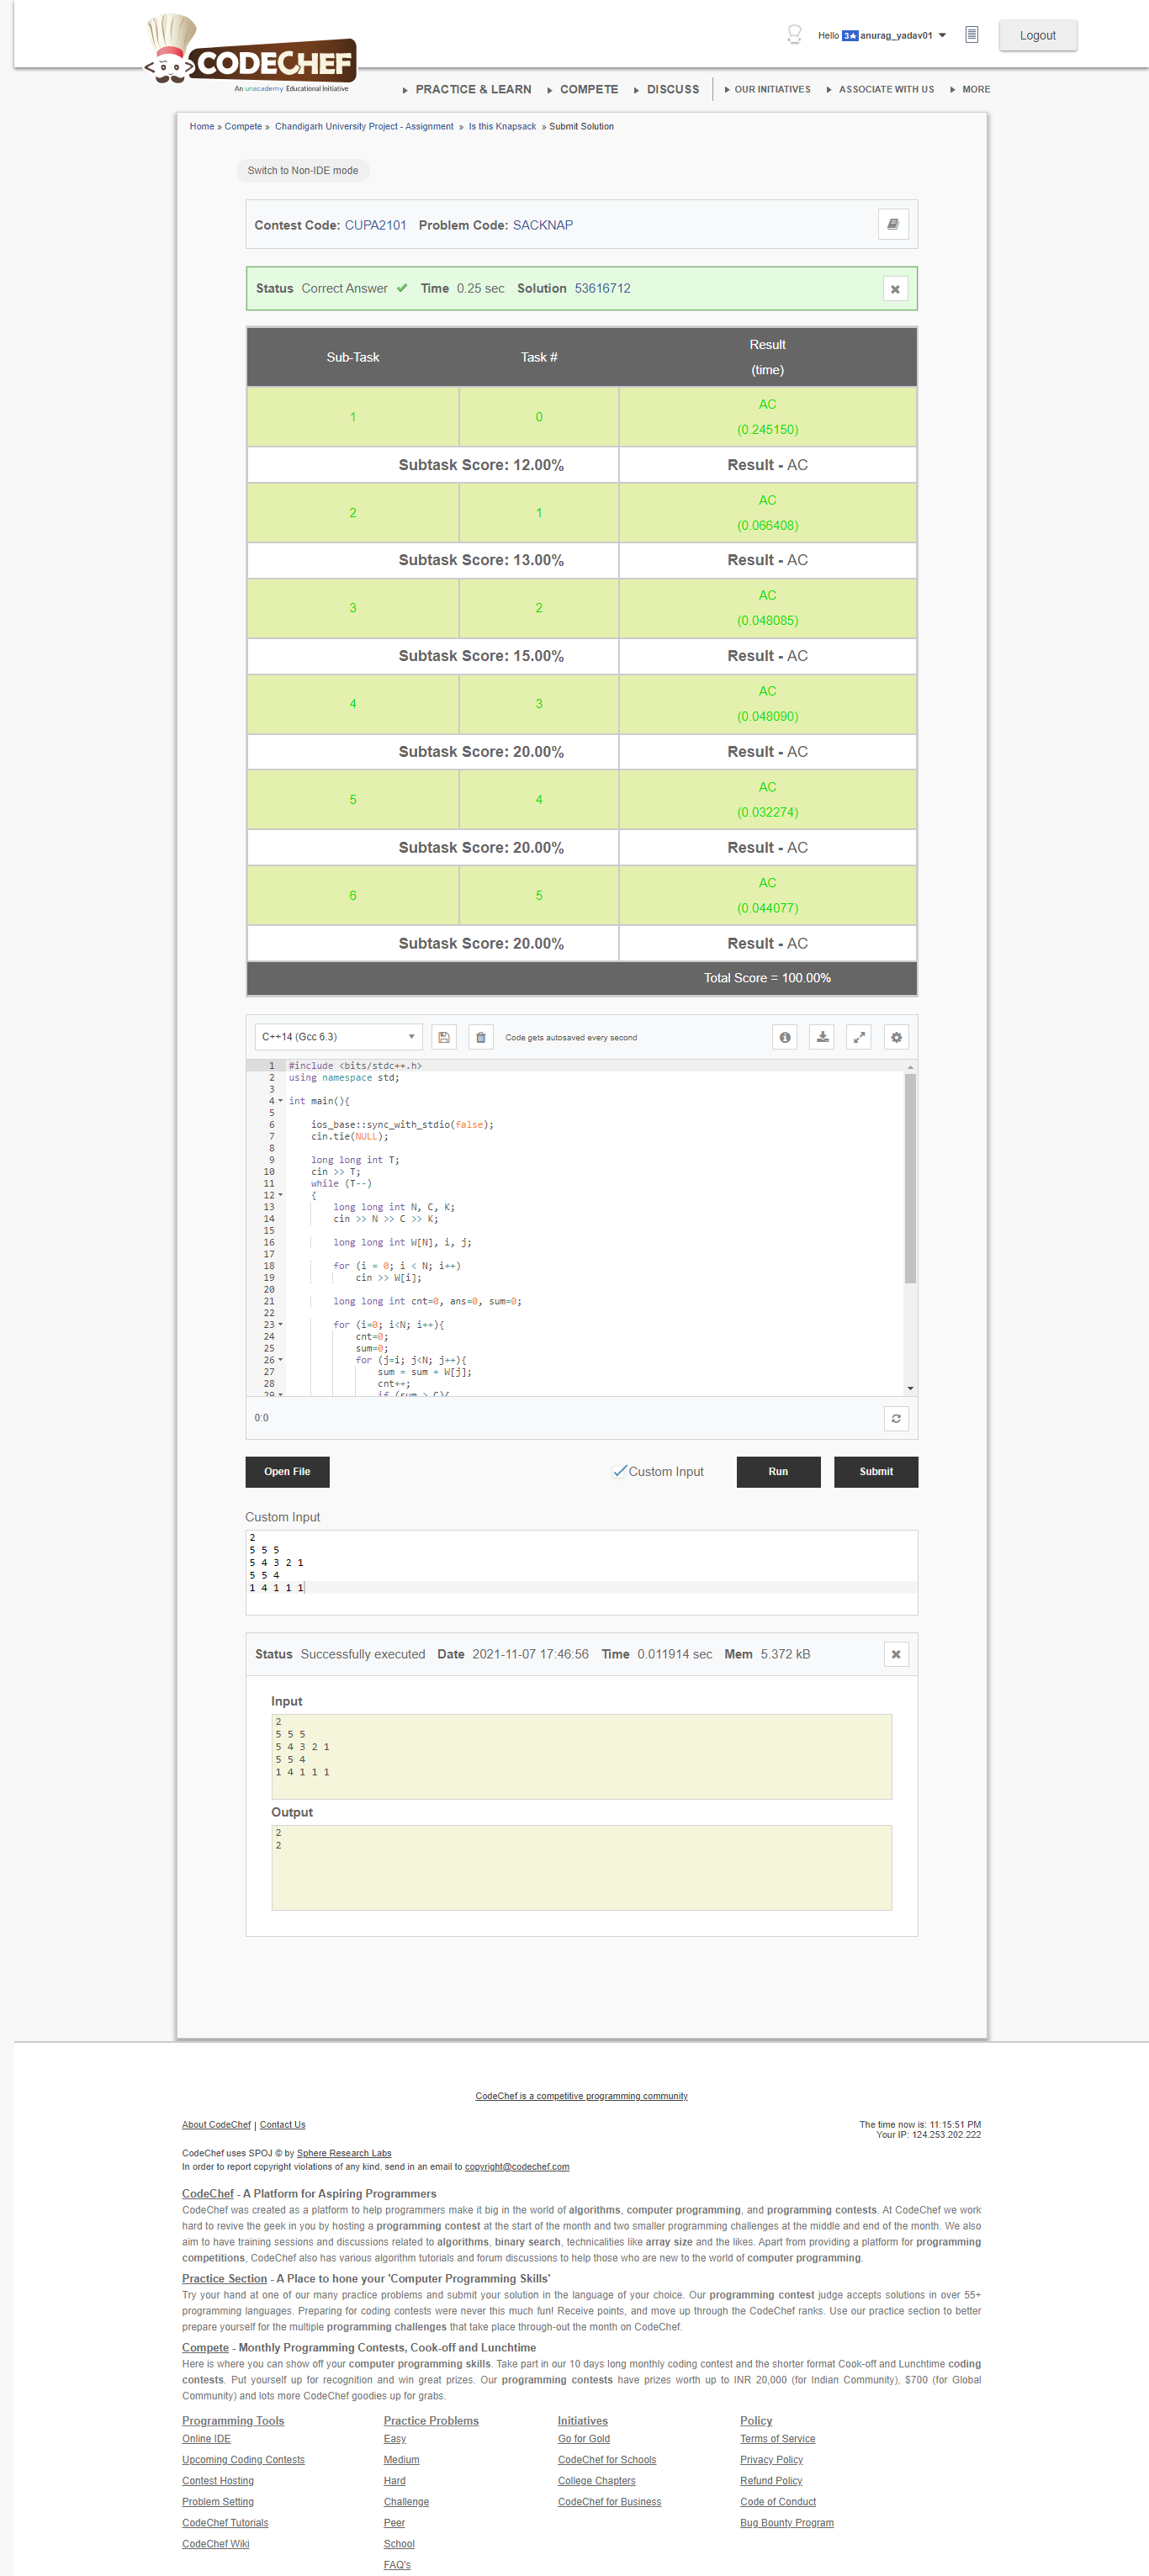 CODECHEF
An unacademy Educational Initiative
Hello 3★ anurag_yadav01
Logout
PRACTICE & LEARN COMPETE DISCUSS OUR INITIATIVES ASSOCIATE WITH US MORE
Home » Compete » Chandigarh University Project - Assignment » Is this Knapsack » Submit Solution
Switch to Non-IDE mode
Contest Code: CUPA2101 Problem Code: SACKNAP
Status Correct Answer Time 0.25 sec Solution 53616712
Sub-Task Task # Result
(time)
1 0 AC
(0.245150)
Subtask Score: 12.00% Result - AC
2 1 AC
(0.066408)
Subtask Score: 13.00% Result - AC
3 2 AC
(0.048085)
Subtask Score: 15.00% Result - AC
4 3 AC
(0.048090)
Subtask Score: 20.00% Result - AC
5 4 AC
(0.032274)
Subtask Score: 20.00% Result - AC
6 5 AC
(0.044077)
Subtask Score: 20.00% Result - AC
Total Score = 100.00%
C++14 (Gcc 6.3) Code gets autosaved every second
1 #include <bits/stdc++.h>
2 using namespace std;
3
4 int main(){
5
6 ios_base::sync_with_stdio(false);
7 cin.tie(NULL);
8
9 long long int T;
10 cin >> T;
11 while (T--)
12 {
13 long long int N, C, K;
14 cin >> N >> C >> K;
15
16 long long int W[N], i, j;
17
18 for (i = 0; i < N; i++)
19 cin >> W[i];
20
21 long long int cnt=0, ans=0, sum=0;
22
23 for (i=0; i<N; i++){
24 cnt=0;
25 sum=0;
26 for (j=i; j<N; j++){
27 sum = sum + W[j];
28 cnt++;
29 if (sum > C){
0:0
Open File Custom Input Run Submit
Custom Input
2
5 5 5
5 4 3 2 1
5 5 4
1 4 1 1 1
Status Successfully executed Date 2021-11-07 17:46:56 Time 0.011914 sec Mem 5.372 kB
Input
2
5 5 5
5 4 3 2 1
5 5 4
1 4 1 1 1
Output
2
2
CodeChef is a competitive programming community
About CodeChef | Contact Us The time now is: 11:15:51 PM
Your IP: 124.253.202.222
CodeChef uses SPOJ © by Sphere Research Labs
In order to report copyright violations of any kind, send in an email to copyright@codechef.com
CodeChef - A Platform for Aspiring Programmers
CodeChef was created as a platform to help programmers make it big in the world of algorithms, computer programming, and programming contests. At CodeChef we work
hard to revive the geek in you by hosting a programming contest at the start of the month and two smaller programming challenges at the middle and end of the month. We also
aim to have training sessions and discussions related to algorithms, binary search, technicalities like array size and the likes. Apart from providing a platform for programming
competitions, CodeChef also has various algorithm tutorials and forum discussions to help those who are new to the world of computer programming.
Practice Section - A Place to hone your 'Computer Programming Skills'
Try your hand at one of our many practice problems and submit your solution in the language of your choice. Our programming contest judge accepts solutions in over 55+
programming languages. Preparing for coding contests were never this much fun! Receive points, and move up through the CodeChef ranks. Use our practice section to better
prepare yourself for the multiple programming challenges that take place through-out the month on CodeChef.
Compete - Monthly Programming Contests, Cook-off and Lunchtime
Here is where you can show off your computer programming skills. Take part in our 10 days long monthly coding contest and the shorter format Cook-off and Lunchtime coding
contests. Put yourself up for recognition and win great prizes. Our programming contests have prizes worth up to INR 20,000 (for Indian Community), $700 (for Global
Community) and lots more CodeChef goodies up for grabs.
Programming Tools Practice Problems Initiatives Policy
Online IDE Easy Go for Gold Terms of Service
Upcoming Coding Contests Medium CodeChef for Schools Privacy Policy
Contest Hosting Hard College Chapters Refund Policy
Problem Setting Challenge CodeChef for Business Code of Conduct
CodeChef Tutorials Peer Bug Bounty Program
CodeChef Wiki School
FAQ's